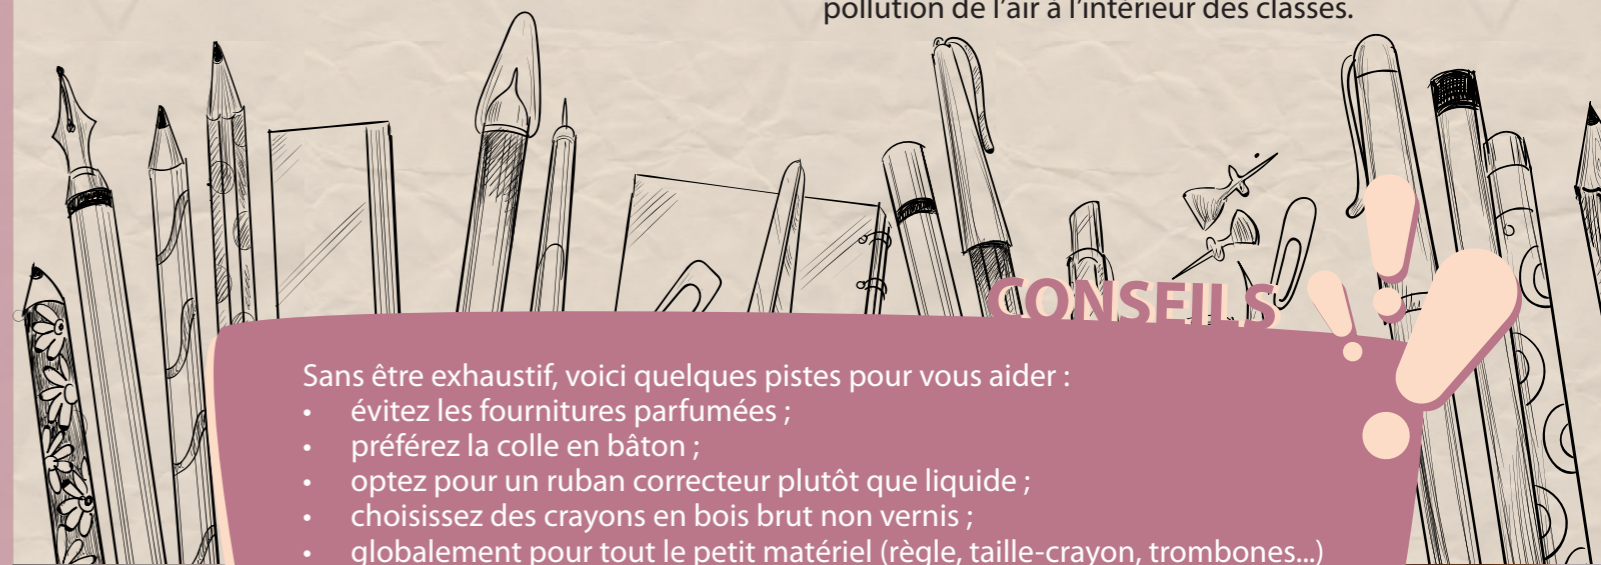 pollution de l'air à l'intérieur des classes.
CONSEILS
Sans être exhaustif, voici quelques pistes pour vous aider :
• évitez les fournitures parfumées ;
• préférez la colle en bâton ;
• optez pour un ruban correcteur plutôt que liquide ;
• choisissez des crayons en bois brut non vernis ;
• globalement pour tout le petit matériel (règle, taille-crayon, trombones...)